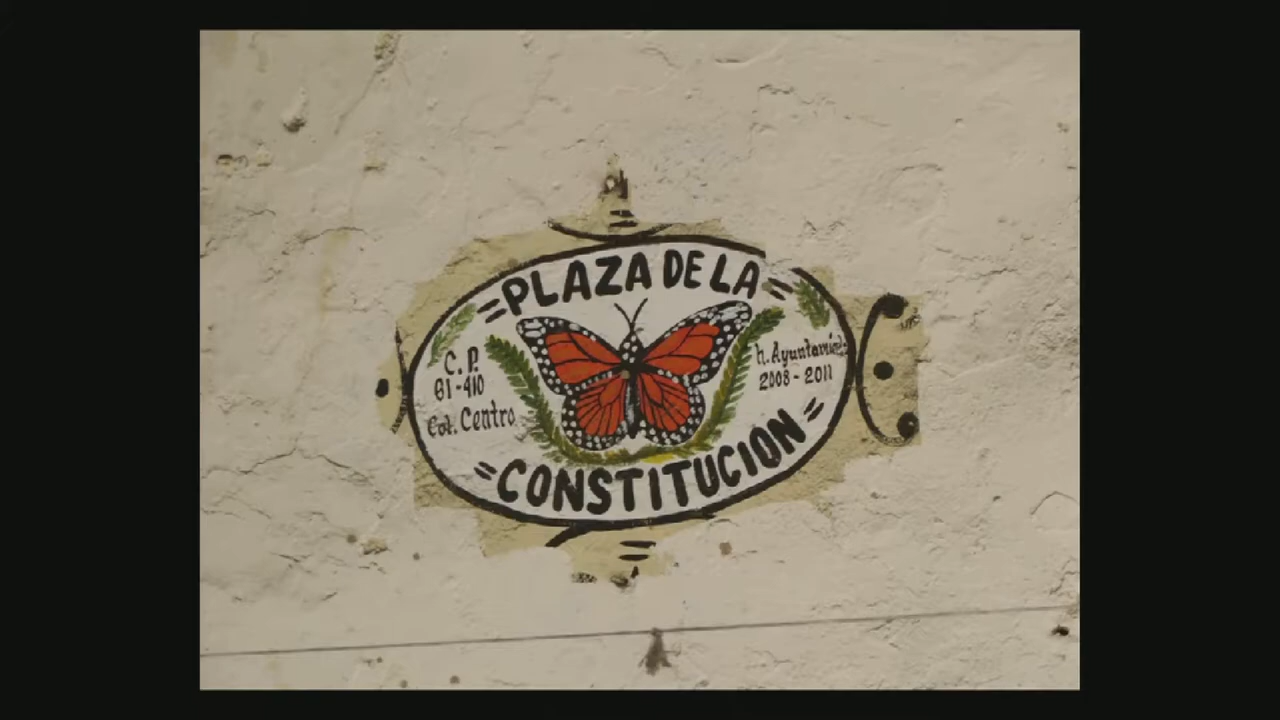 PLAZA DE LA
C. P.
61-410
Col. Centro
h. Ayuntamiento
2008 - 2011
CONSTITUCION